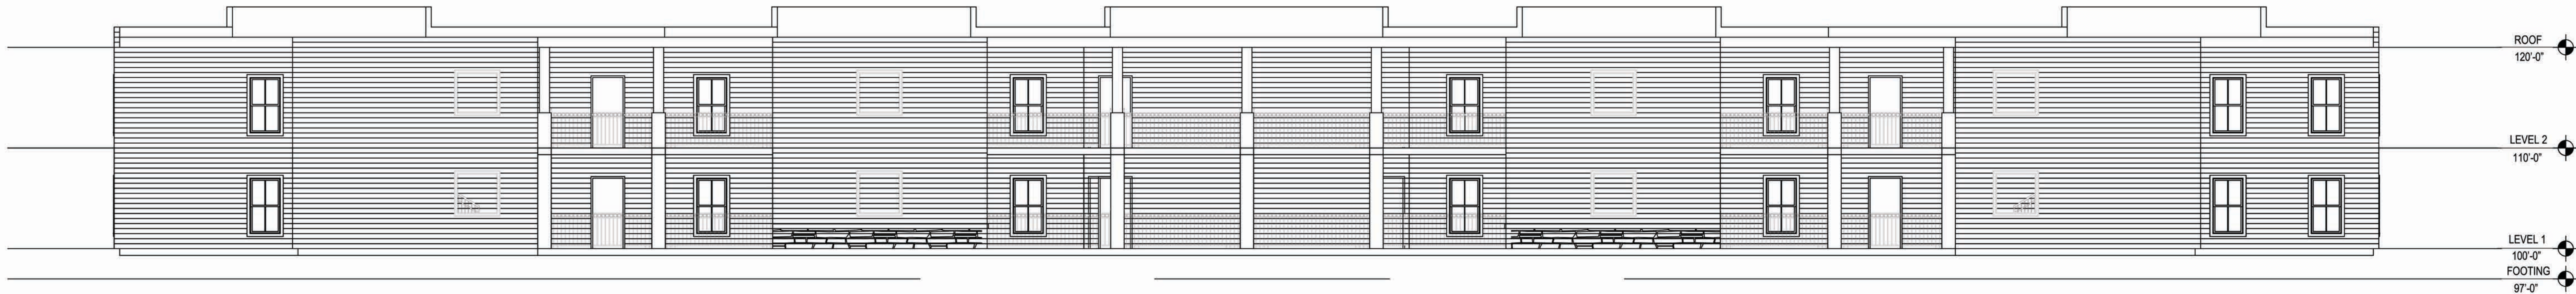 ROOF
120'-0"
LEVEL 2
110'-0"
LEVEL 1
100'-0"
FOOTING
97'-0"